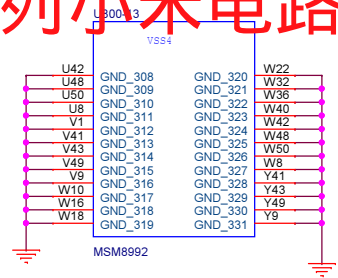 列小米电路
U300-13
VSS4
U42 GND_308 GND_320 W22
U48 GND_309 GND_321 W32
U50 GND_310 GND_322 W36
U8 GND_311 GND_323 W40
V1 GND_312 GND_324 W42
V41 GND_313 GND_325 W48
V43 GND_314 GND_326 W50
V49 GND_315 GND_327 W8
V9 GND_316 GND_328 Y41
W10 GND_317 GND_329 Y43
W16 GND_318 GND_330 Y49
W18 GND_319 GND_331 Y9
MSM8992